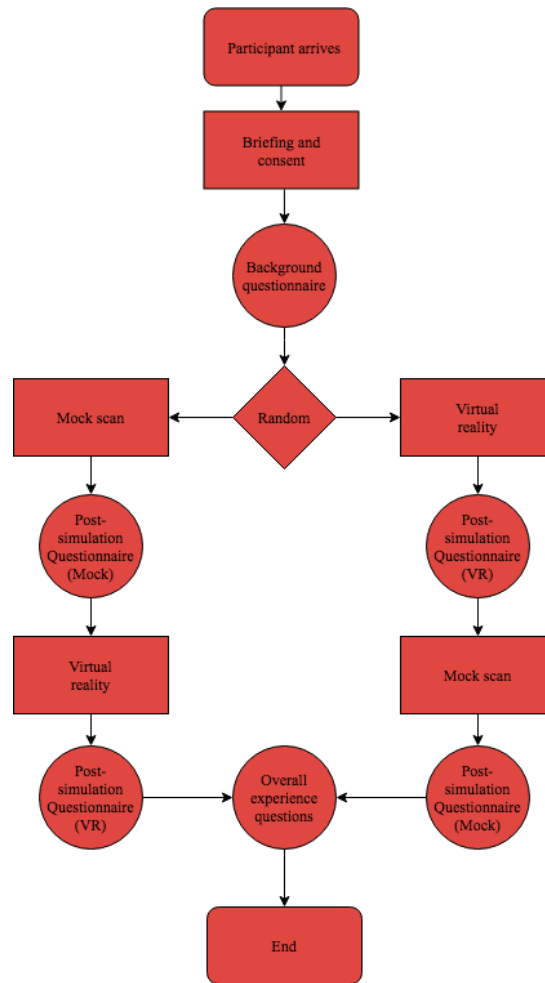 Participant arrives
Briefing and
consent
Background
questionnaire
Random
Mock scan
Virtual
reality
Post-
simulation
Questionnaire
(Mock)
Post-
simulation
Questionnaire
(VR)
Virtual
reality
Mock scan
Post-
simulation
Questionnaire
(VR)
Overall
experience
questions
Post-
simulation
Questionnaire
(Mock)
End